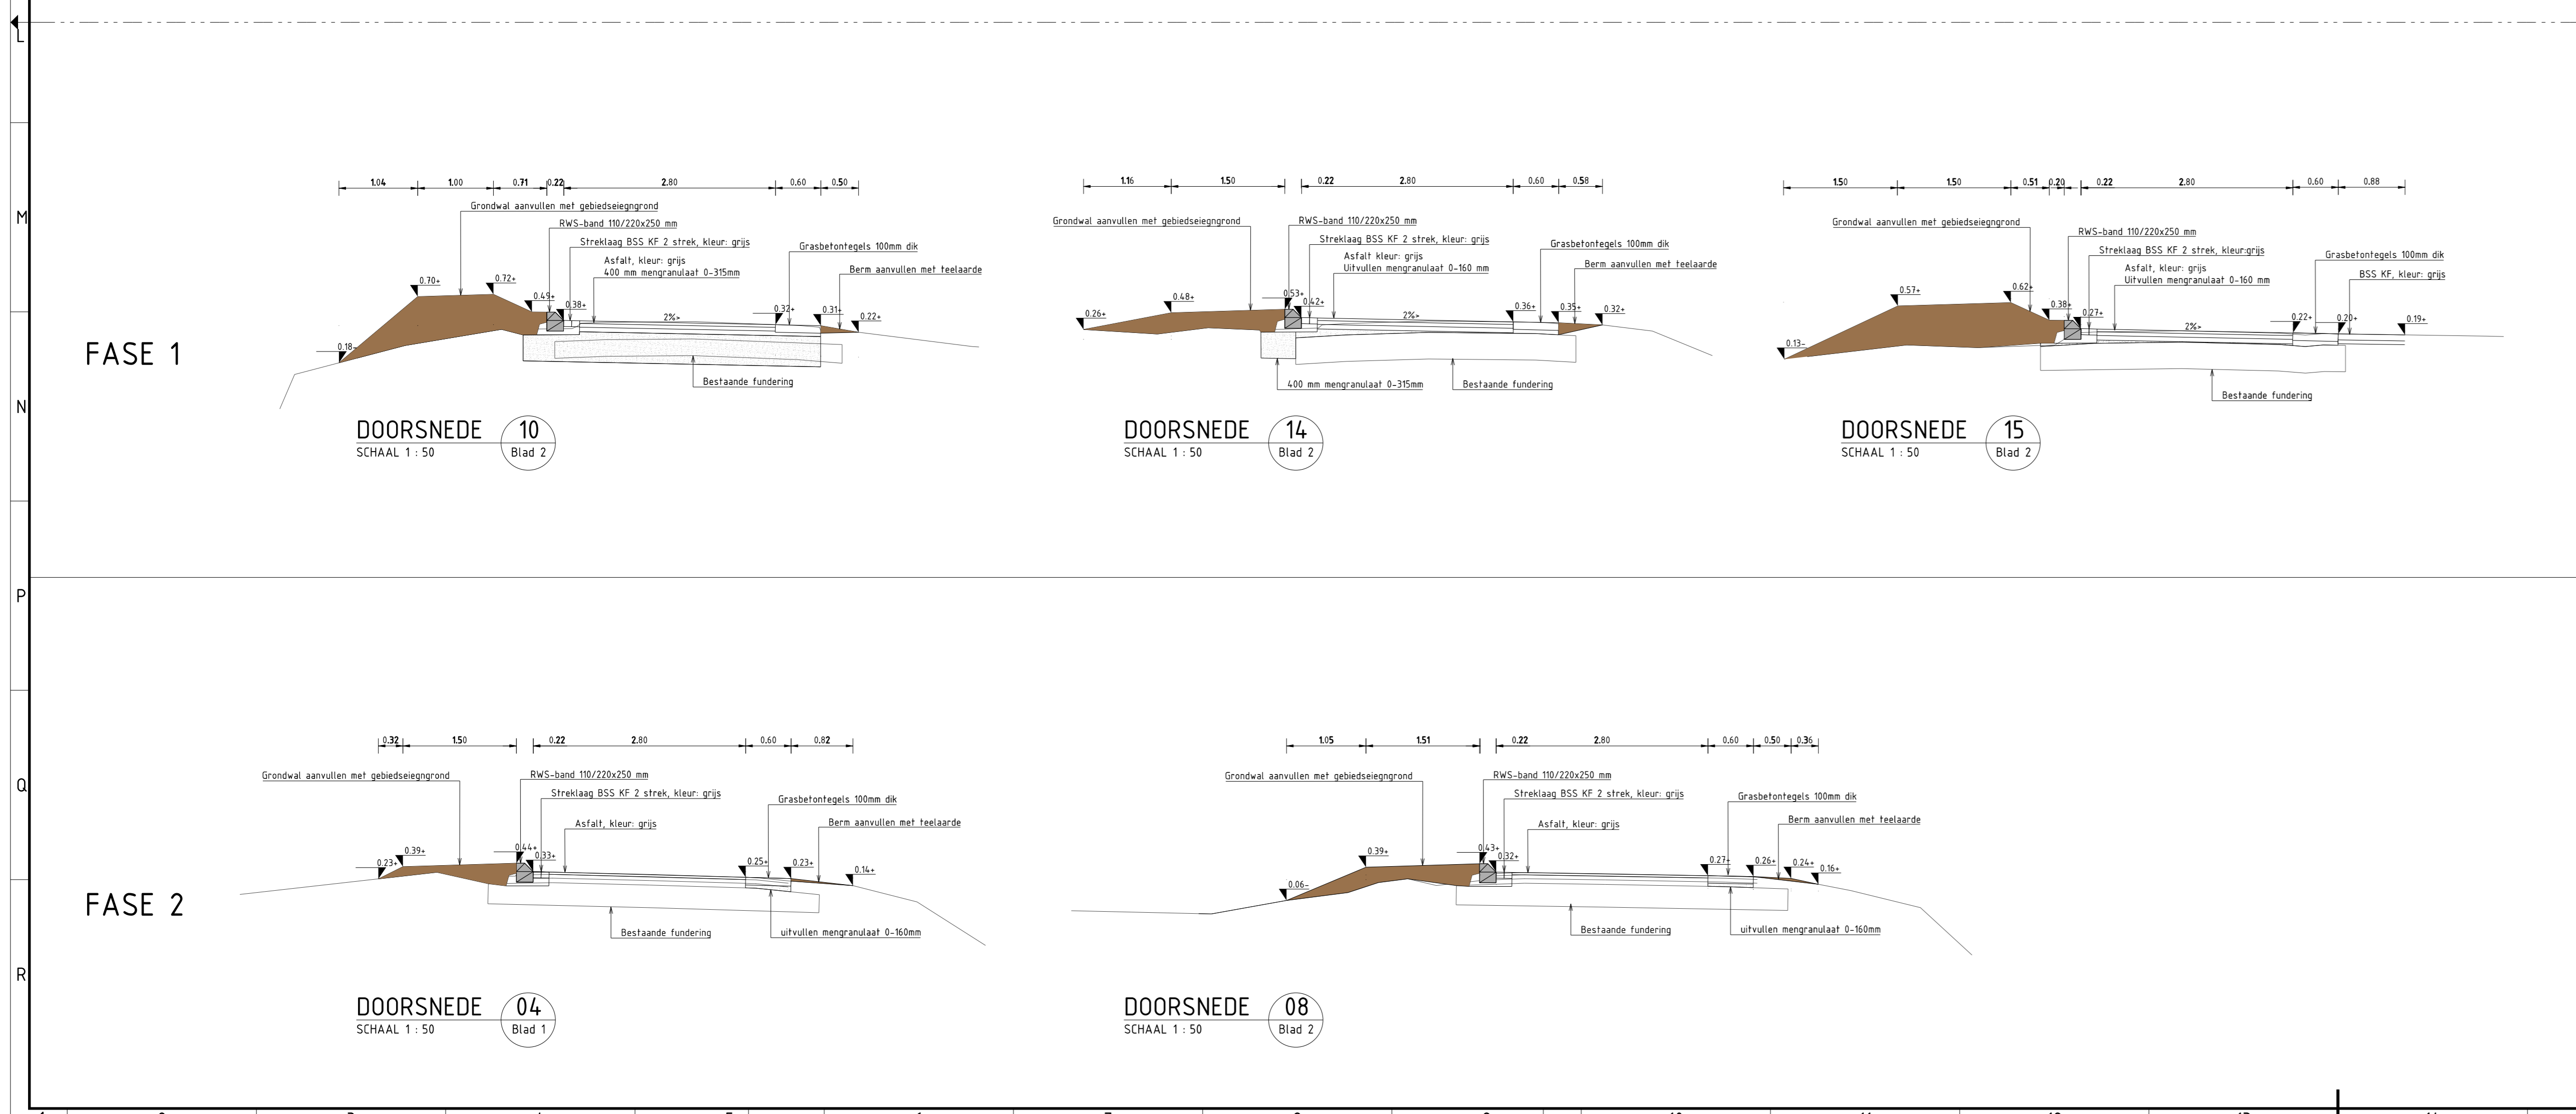 L
M
N
P
Q
R
FASE 1
1.04 1.00 0.71 0.22 2.80 0.60 0.50
Grondwal aanvullen met gebiedseiegngrond
RWS-band 110/220x250 mm
Streklaag BSS KF 2 strek, kleur: grijs
Asfalt, kleur: grijs
400 mm mengranulaat 0-315mm
Grasbetontegels 100mm dik
Berm aanvullen met teelaarde
0.18- 0.70+ 0.72+ 0.49+ 0.38+ 2%> 0.32+ 0.31+ 0.22+
Bestaande fundering
DOORSNEDE 10
SCHAAL 1 : 50 Blad 2
1.16 1.50 0.22 2.80 0.60 0.58
Grondwal aanvullen met gebiedseiegngrond
RWS-band 110/220x250 mm
Streklaag BSS KF 2 strek, kleur: grijs
Asfalt kleur: grijs
Uitvullen mengranulaat 0-160 mm
Grasbetontegels 100mm dik
Berm aanvullen met teelaarde
0.26+ 0.48+ 0.53+ 0.42+ 2%> 0.36+ 0.35+ 0.32+
400 mm mengranulaat 0-315mm
Bestaande fundering
DOORSNEDE 14
SCHAAL 1 : 50 Blad 2
1.50 1.50 0.51 0.20 0.22 2.80 0.60 0.88
Grondwal aanvullen met gebiedseiegngrond
RWS-band 110/220x250 mm
Streklaag BSS KF 2 strek, kleur:grijs
Asfalt, kleur: grijs
Uitvullen mengranulaat 0-160 mm
Grasbetontegels 100mm dik
BSS KF, kleur: grijs
0.13- 0.57+ 0.62+ 0.38+ 0.27+ 2%> 0.22+ 0.20+ 0.19+
Bestaande fundering
DOORSNEDE 15
SCHAAL 1 : 50 Blad 2
FASE 2
0.32 1.50 0.22 2.80 0.60 0.82
Grondwal aanvullen met gebiedseiegngrond
RWS-band 110/220x250 mm
Streklaag BSS KF 2 strek, kleur: grijs
Asfalt, kleur: grijs
Grasbetontegels 100mm dik
Berm aanvullen met teelaarde
0.23+ 0.39+ 0.44+ 0.33+ 0.25+ 0.23+ 0.14+
Bestaande fundering
uitvullen mengranulaat 0-160mm
DOORSNEDE 04
SCHAAL 1 : 50 Blad 1
1.05 1.51 0.22 2.80 0.60 0.50 0.36
Grondwal aanvullen met gebiedseiegngrond
RWS-band 110/220x250 mm
Streklaag BSS KF 2 strek, kleur: grijs
Asfalt, kleur: grijs
Grasbetontegels 100mm dik
Berm aanvullen met teelaarde
0.06- 0.39+ 0.43+ 0.32+ 0.27+ 0.26+ 0.24+ 0.16+
Bestaande fundering
uitvullen mengranulaat 0-160mm
DOORSNEDE 08
SCHAAL 1 : 50 Blad 2